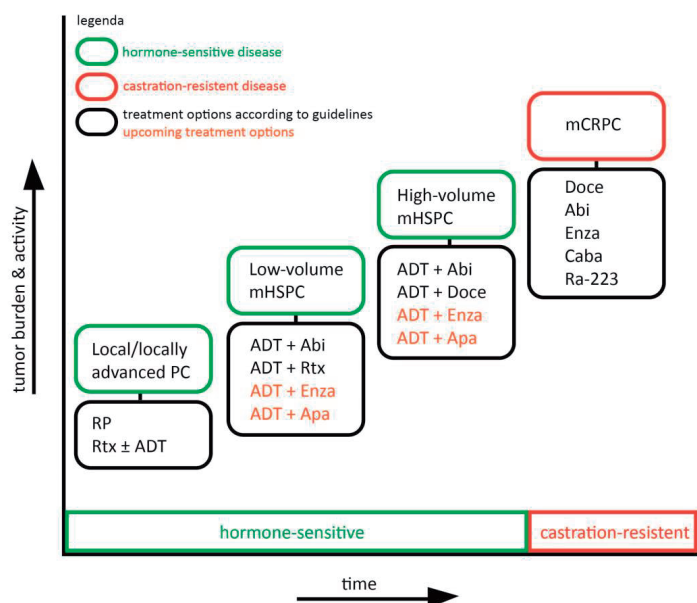 legenda
hormone-sensitive disease
castration-resistent disease
treatment options according to guidelines
upcoming treatment options
tumor burden & activity
Local/locally
advanced PC
RP
Rtx ± ADT
Low-volume
mHSPC
ADT + Abi
ADT + Rtx
ADT + Enza
ADT + Apa
High-volume
mHSPC
ADT + Abi
ADT + Doce
ADT + Enza
ADT + Apa
mCRPC
Doce
Abi
Enza
Caba
Ra-223
hormone-sensitive
castration-resistent
time